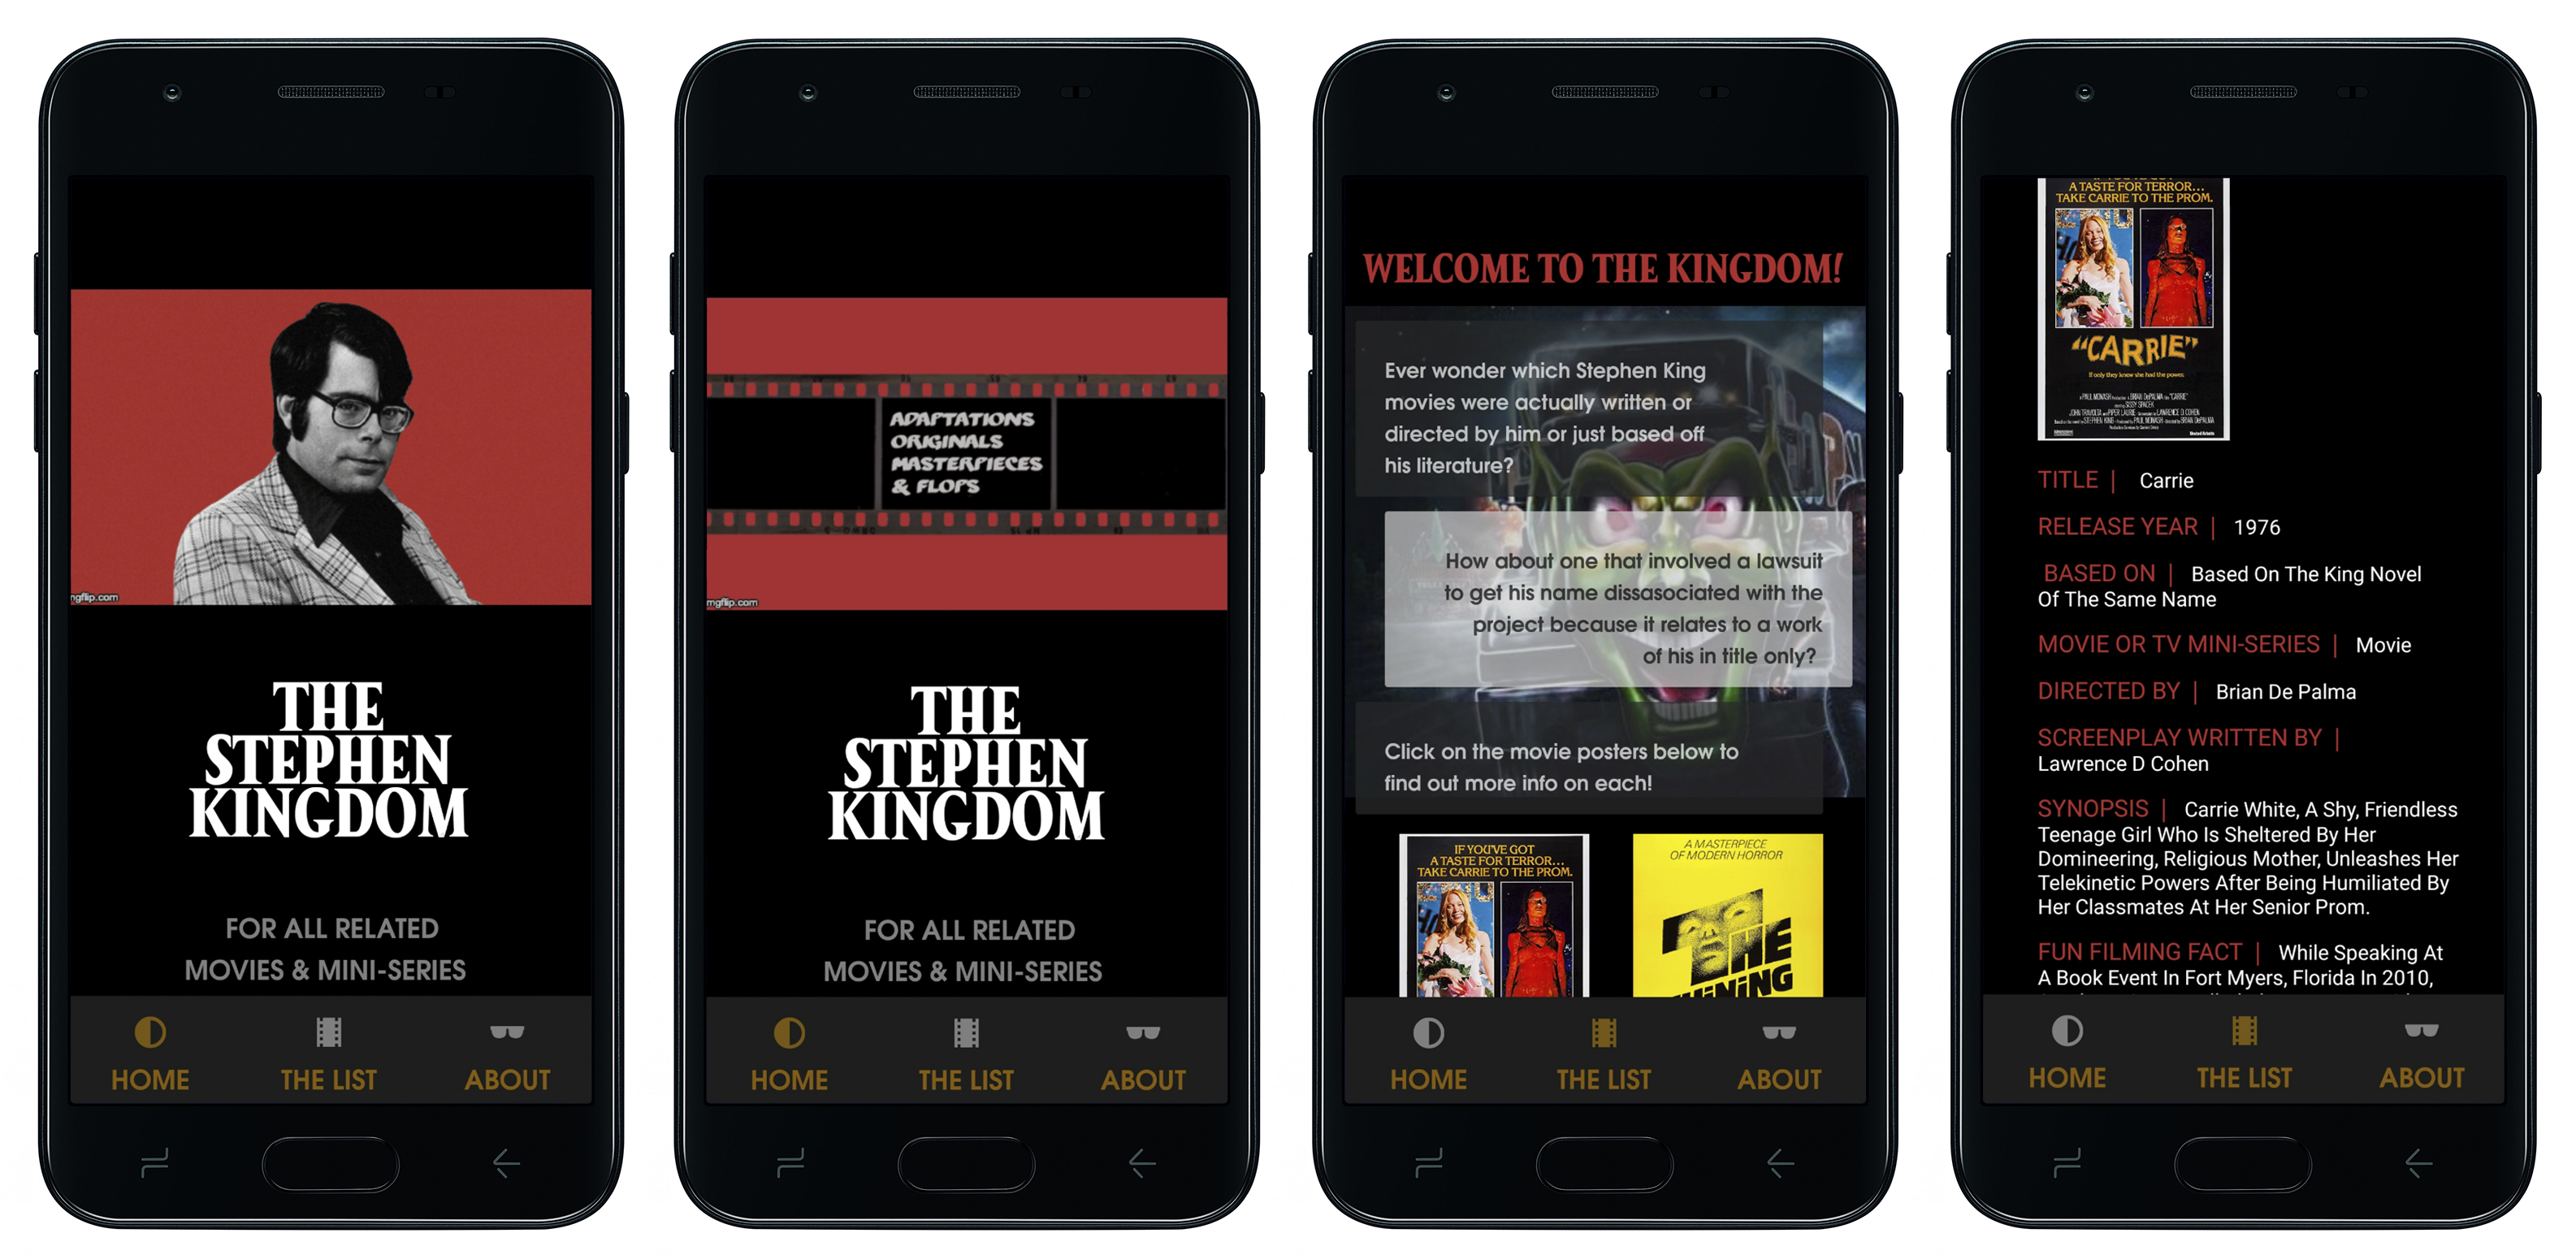 ngflip.com
THE
STEPHEN
KINGDOM
FOR ALL RELATED
MOVIES & MINI-SERIES
HOME THE LIST ABOUT
ADAPTATIONS
ORIGINALS
MASTERPIECES
& FLOPS
mgflip.com
THE
STEPHEN
KINGDOM
FOR ALL RELATED
MOVIES & MINI-SERIES
HOME THE LIST ABOUT
WELCOME TO THE KINGDOM!
Ever wonder which Stephen King
movies were actually written or
directed by him or just based off
his literature?
How about one that involved a lawsuit
to get his name dissasociated with the
project because it relates to a work
of his in title only?
Click on the movie posters below to
find out more info on each!
IF YOU'VE GOT
A TASTE FOR TERROR...
TAKE CARRIE TO THE PROM.
A MASTERPIECE
OF MODERN HORROR
THE
SHiNiNG
HOME THE LIST ABOUT
A TASTE FOR TERROR...
TAKE CARRIE TO THE PROM.
"CARRIE"
If only they knew she had the power.
TITLE | Carrie
RELEASE YEAR | 1976
BASED ON | Based On The King Novel
Of The Same Name
MOVIE OR TV MINI-SERIES | Movie
DIRECTED BY | Brian De Palma
SCREENPLAY WRITTEN BY |
Lawrence D Cohen
SYNOPSIS | Carrie White, A Shy, Friendless
Teenage Girl Who Is Sheltered By Her
Domineering, Religious Mother, Unleashes Her
Telekinetic Powers After Being Humiliated By
Her Classmates At Her Senior Prom.
FUN FILMING FACT | While Speaking At
A Book Event In Fort Myers, Florida In 2010,
HOME THE LIST ABOUT